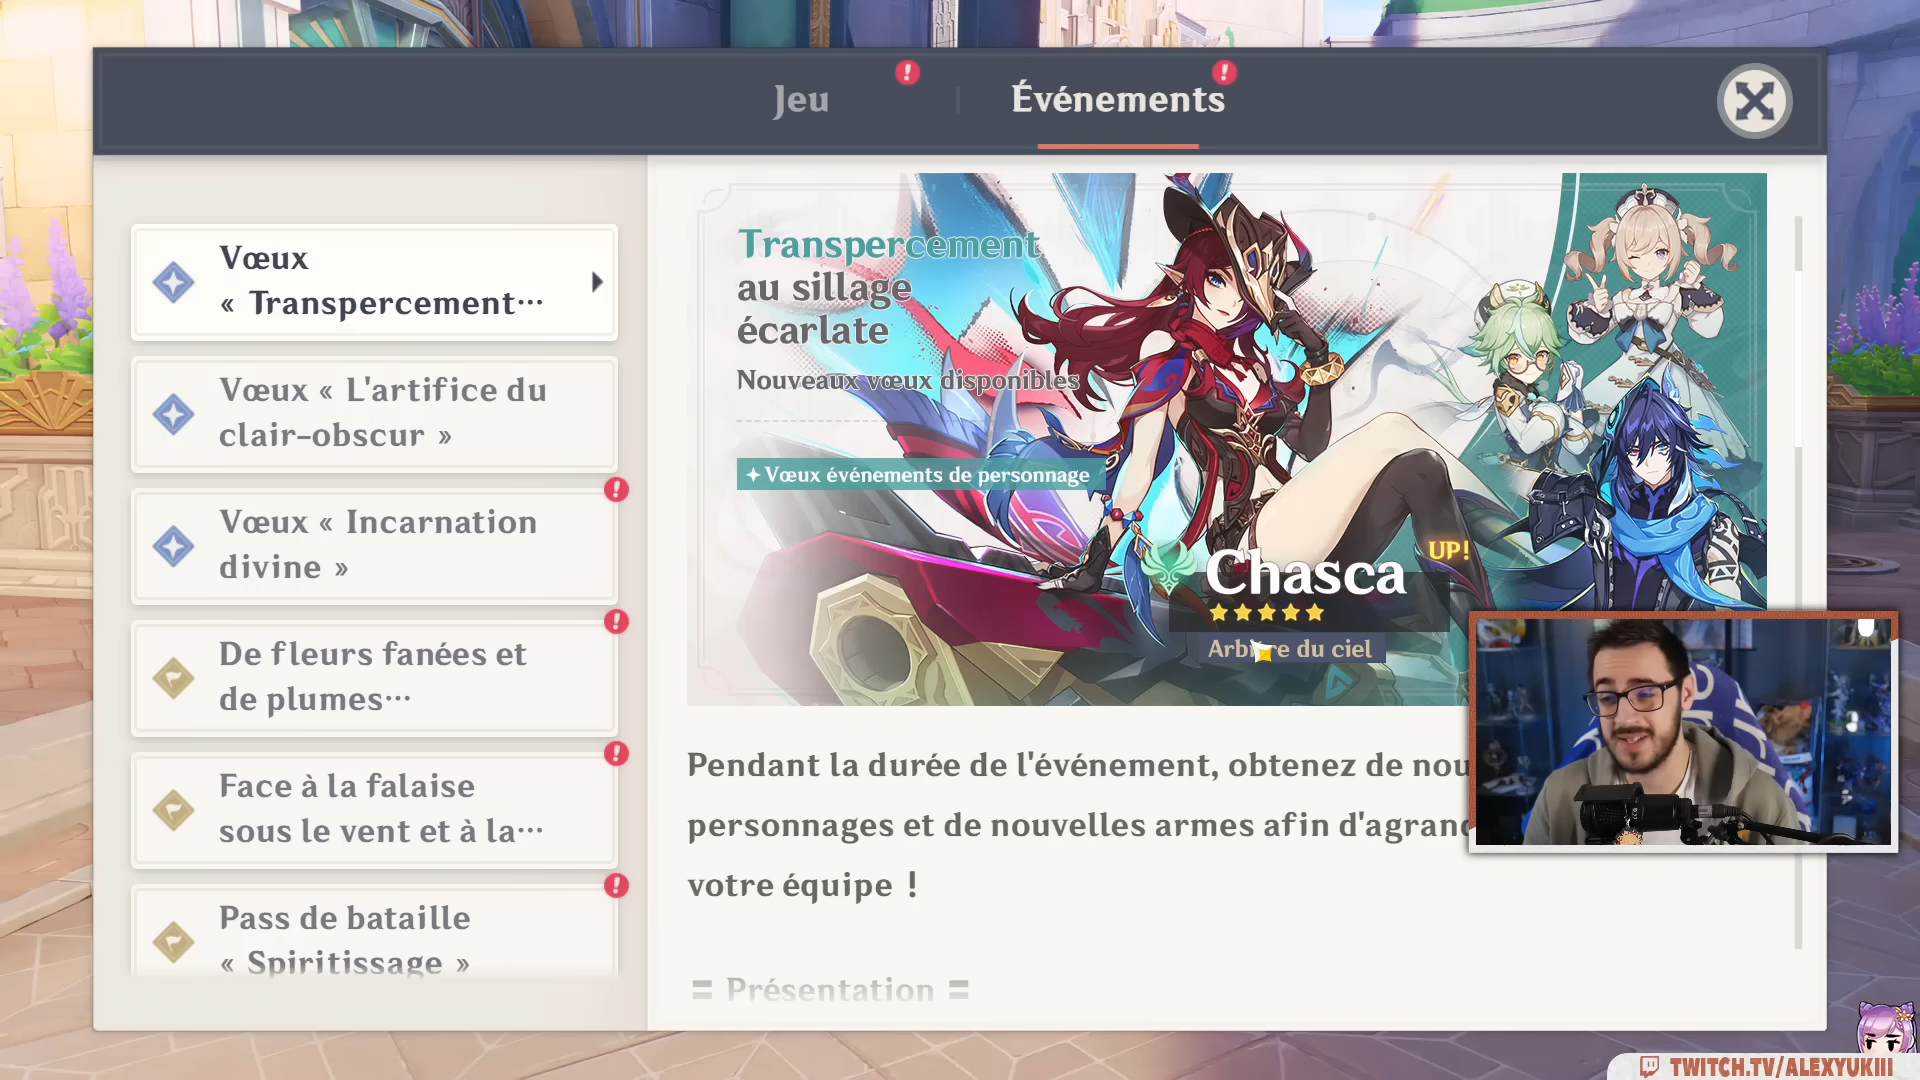 Jeu
Événements
Vœux
« Transpercement···
Vœux « L'artifice du
clair-obscur »
Vœux « Incarnation
divine »
De fleurs fanées et
de plumes···
Face à la falaise
sous le vent et à la···
Pass de bataille
« Spiritissage »
Transpercement
au sillage
écarlate
Nouveaux vœux disponibles
Vœux événements de personnage
UP!
Chasca
du ciel
Pendant la durée de l'événement, obtenez de
personnages et de nouvelles armes afin
votre équipe !
= Présentation =
TWITCH.TV/ALEXYUKIII